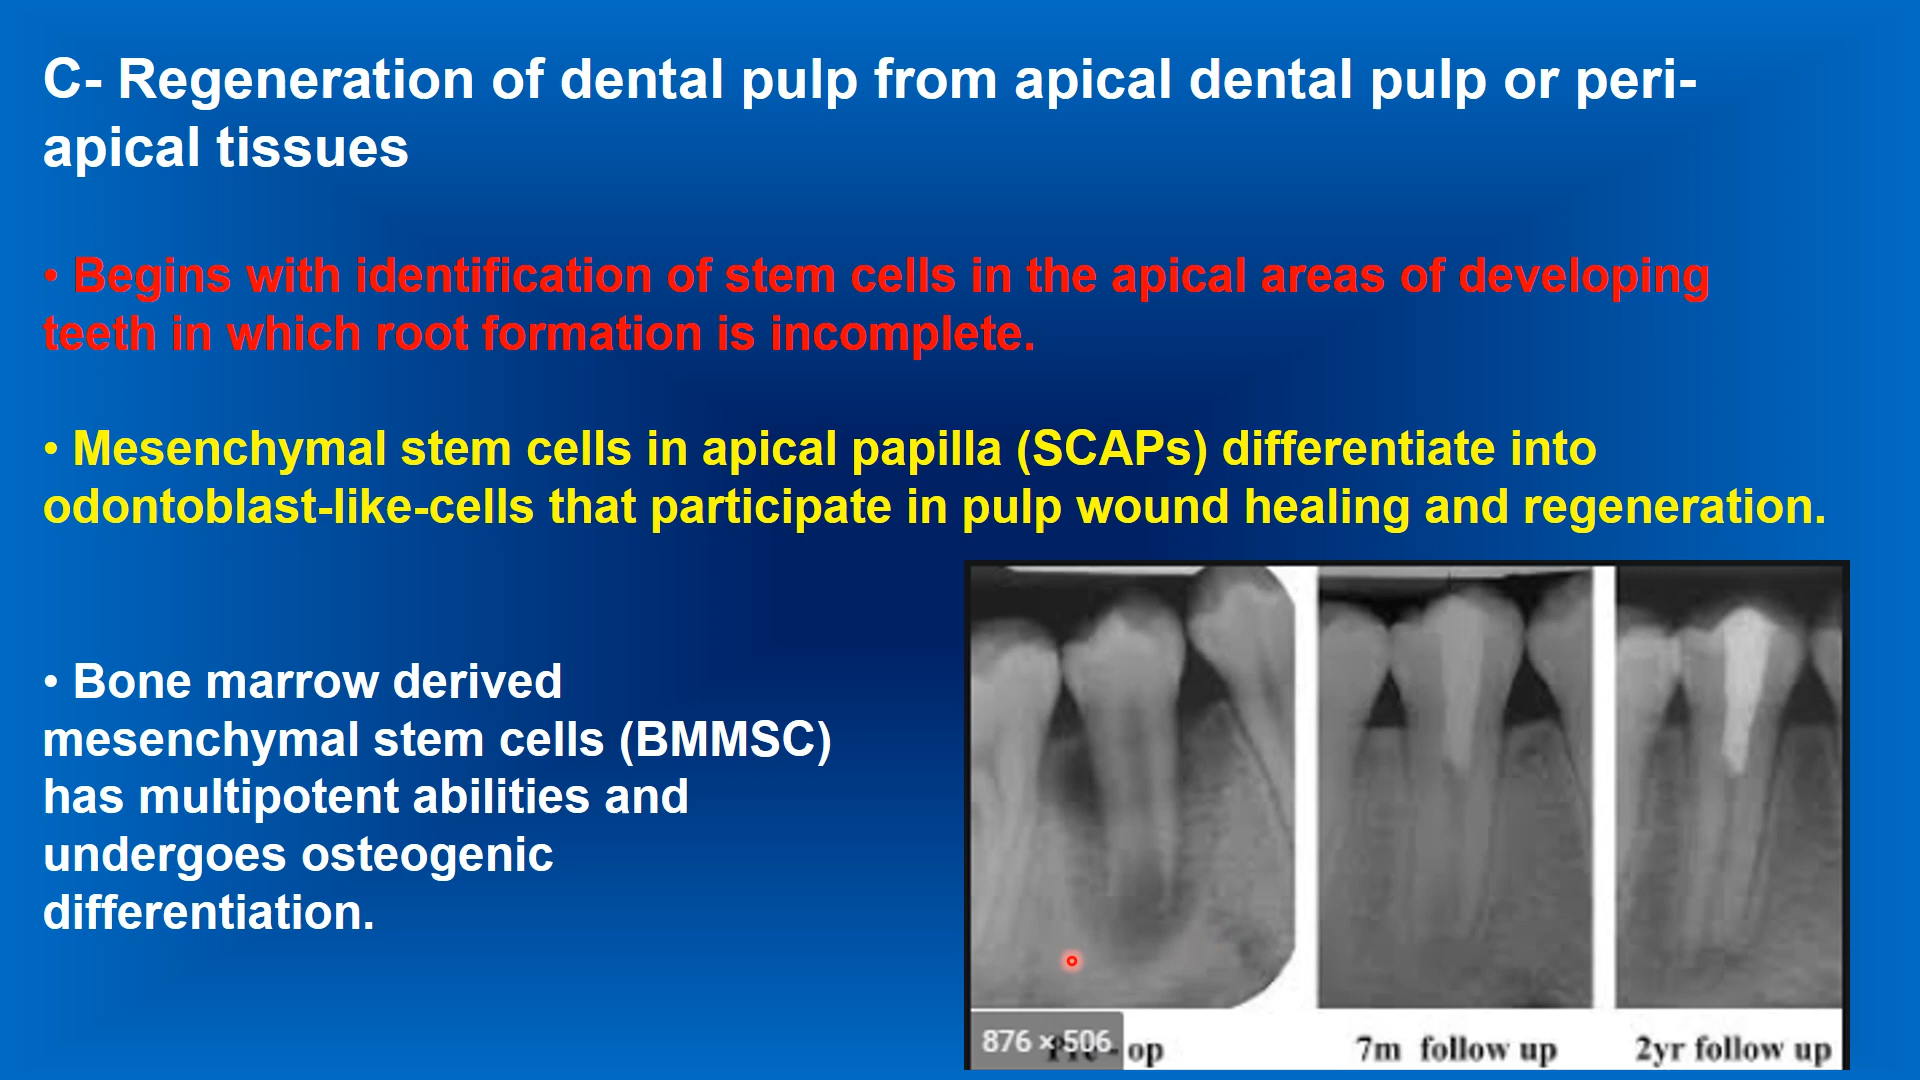 C- Regeneration of dental pulp from apical dental pulp or peri-
apical tissues
• Begins with identification of stem cells in the apical areas of developing
teeth in which root formation is incomplete.
• Mesenchymal stem cells in apical papilla (SCAPs) differentiate into
odontoblast-like-cells that participate in pulp wound healing and regeneration.
• Bone marrow derived
mesenchymal stem cells (BMMSC)
has multipotent abilities and
undergoes osteogenic
differentiation.
876 × 506
Pre - op
7m follow up
2yr follow up